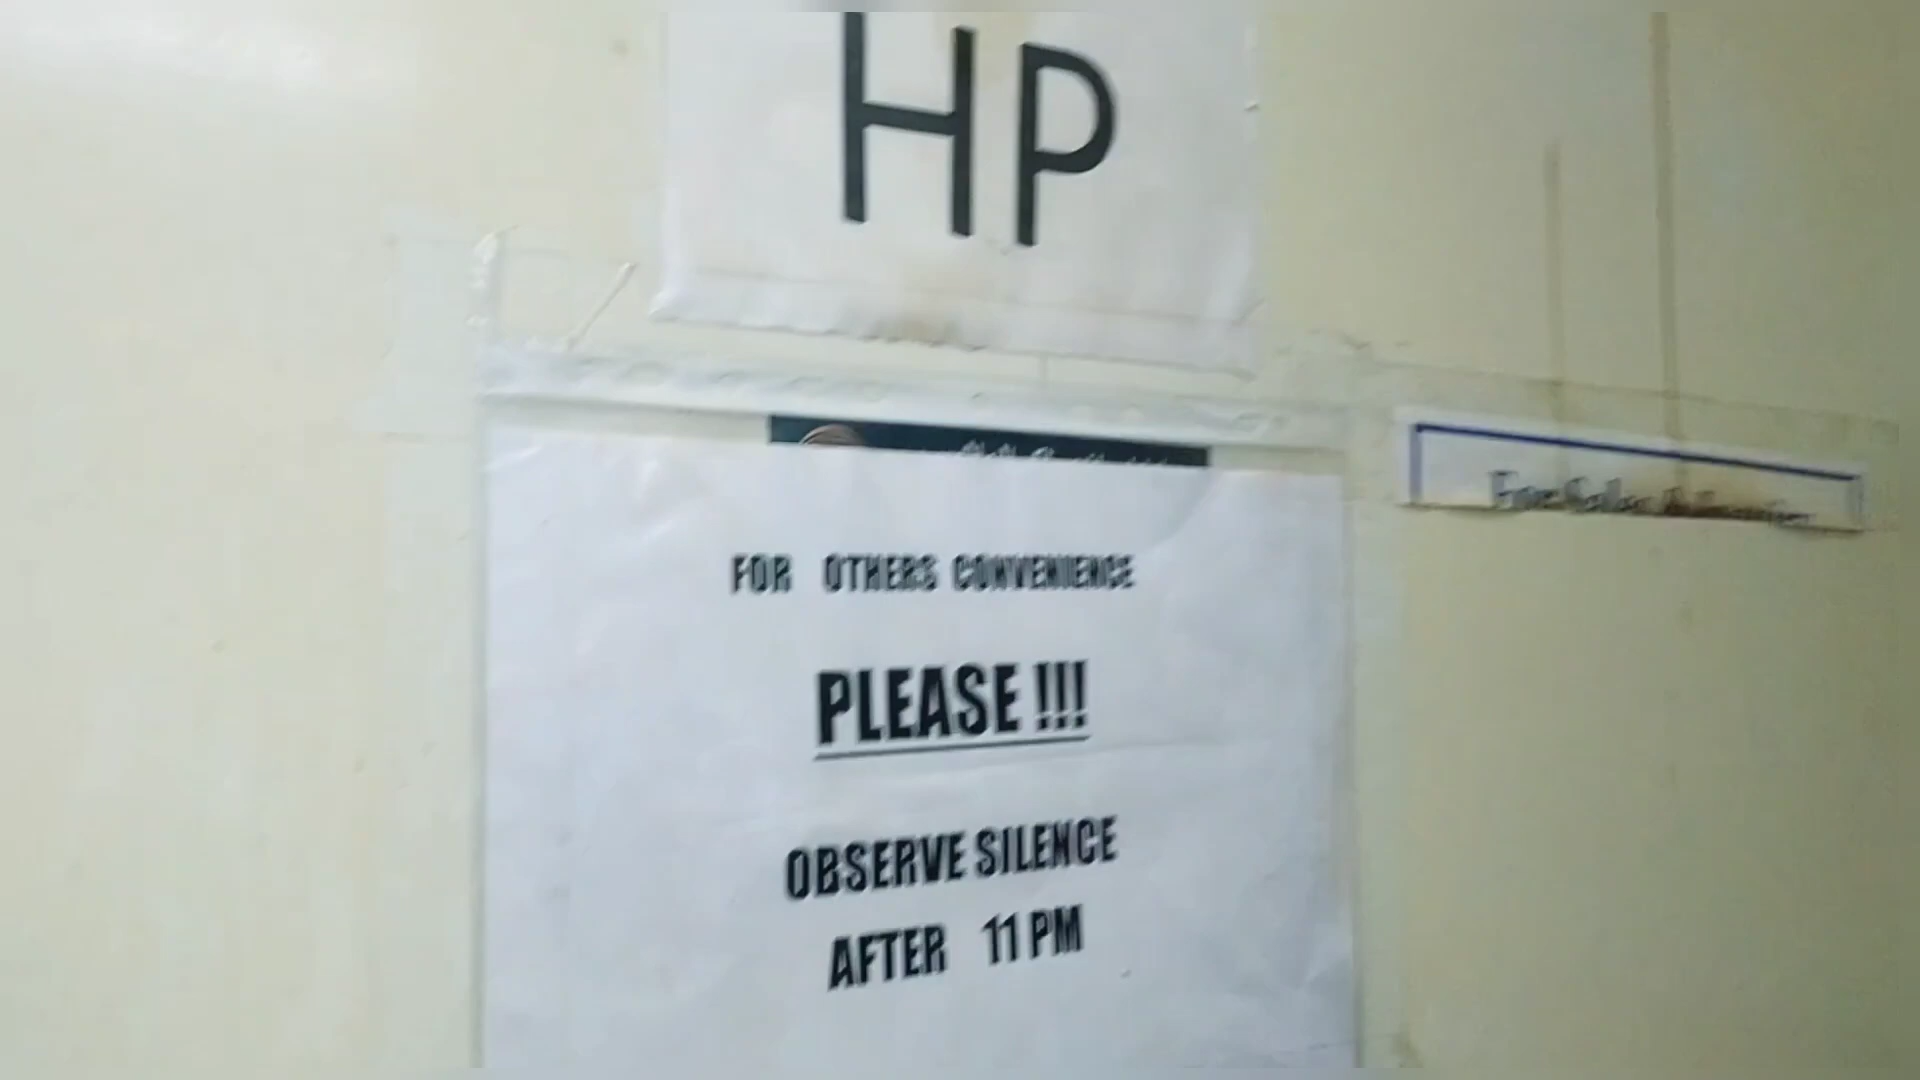 HP
FOR OTHERS CONVENIENCE
PLEASE !!!
OBSERVE SILENCE
AFTER 11 PM